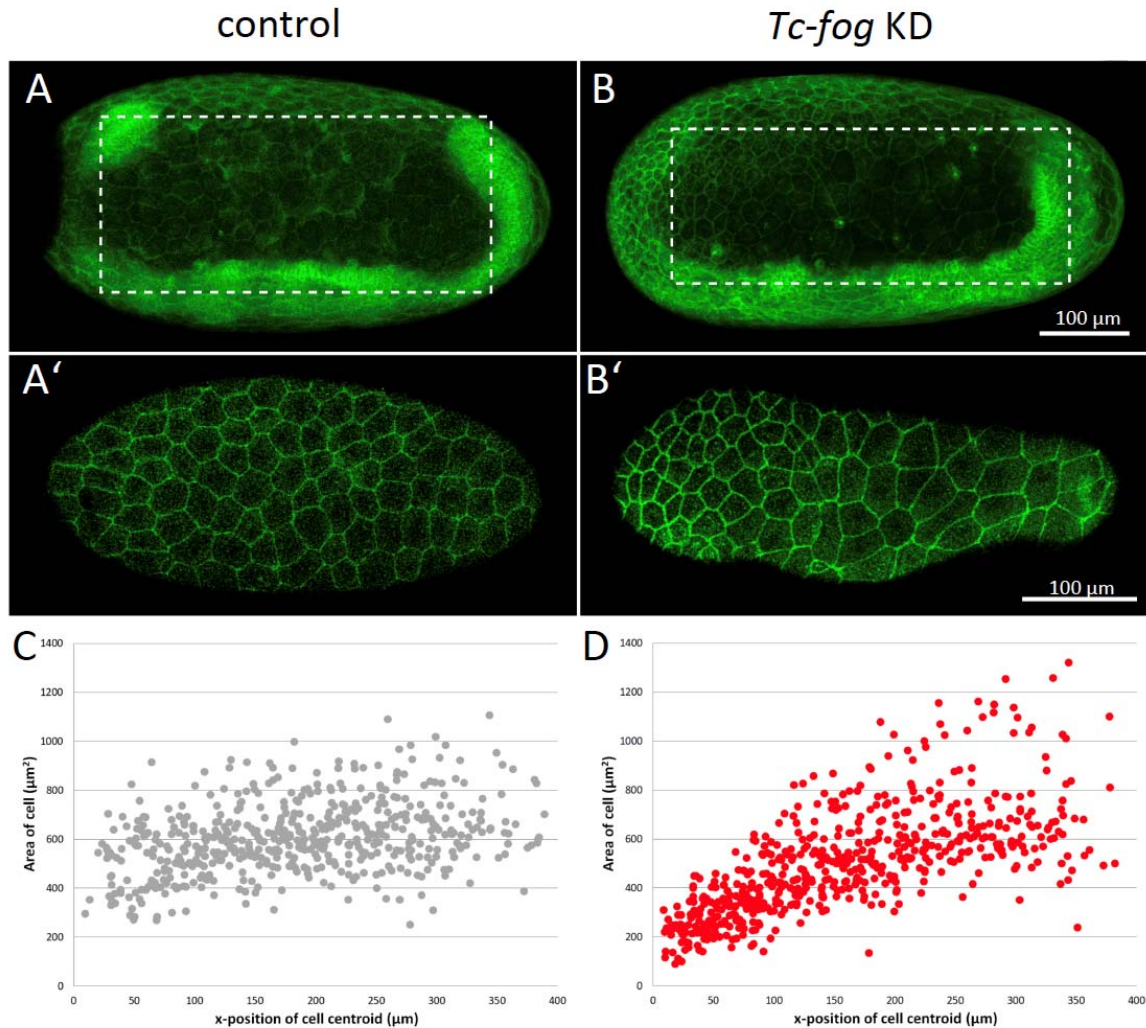 control
Tc-fog KD
A
B
100 µm
A‘
B‘
100 µm
C
1400
1200
1000
800
600
400
200
0
Area of cell (µm²)
0 50 100 150 200 250 300 350 400
x-position of cell centroid (µm)
D
1400
1200
1000
800
600
400
200
0
Area of cell (µm²)
0 50 100 150 200 250 300 350 400
x-position of cell centroid (µm)